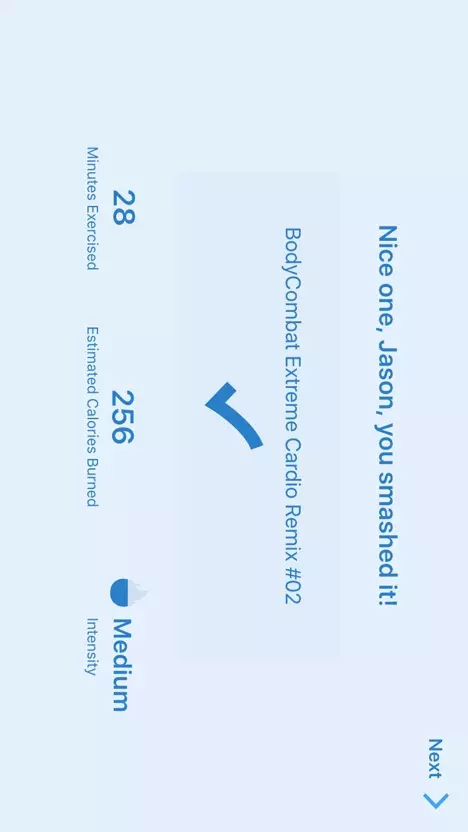 Next
Nice one, Jason, you smashed it!
BodyCombat Extreme Cardio Remix #02
28
Minutes Exercised
256
Estimated Calories Burned
Medium
Intensity